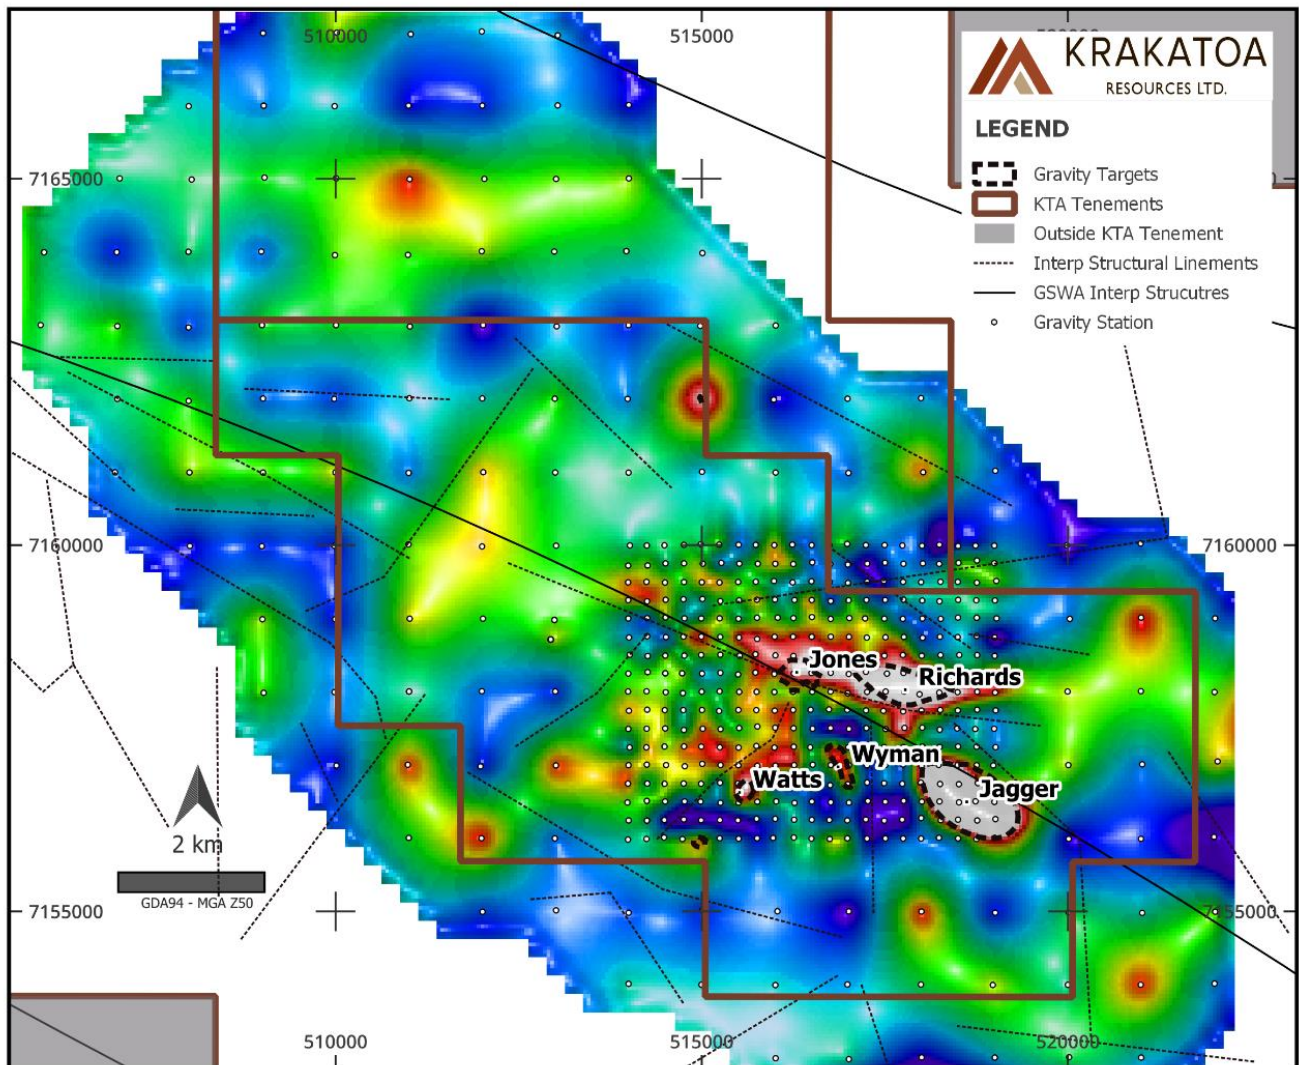 510000
515000
KRAKATOA
RESOURCES LTD.
LEGEND
Gravity Targets
7165000
KTA Tenements
Outside KTA Tenement
Interp Structural Linements
GSWA Interp Strucutres
Gravity Station
7160000
7160000
Jones
Richards
Wyman
Watts
Jagger
2 km
GDA94 - MGA Z50
7155000
7155000
510000
515000
520000